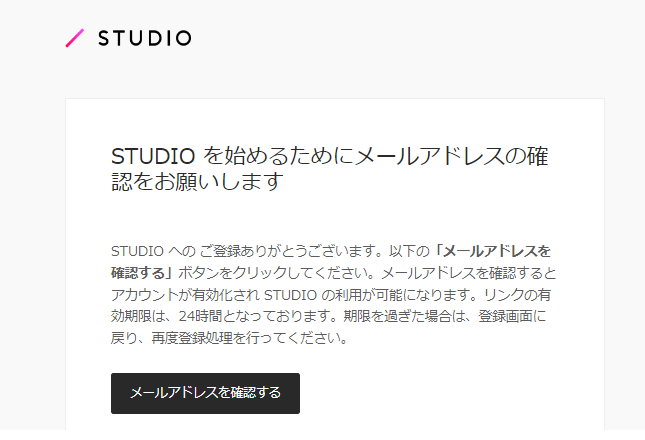 STUDIO
STUDIO を始めるためにメールアドレスの確
認をお願いします
STUDIO への ご登録ありがとうございます。以下の「メールアドレスを
確認する」ボタンをクリックしてください。メールアドレスを確認すると
アカウントが有効化され STUDIO の利用が可能になります。リンクの有
効期限は、24時間となっております。期限を過ぎた場合は、登録画面に
戻り、再度登録処理を行ってください。
メールアドレスを確認する